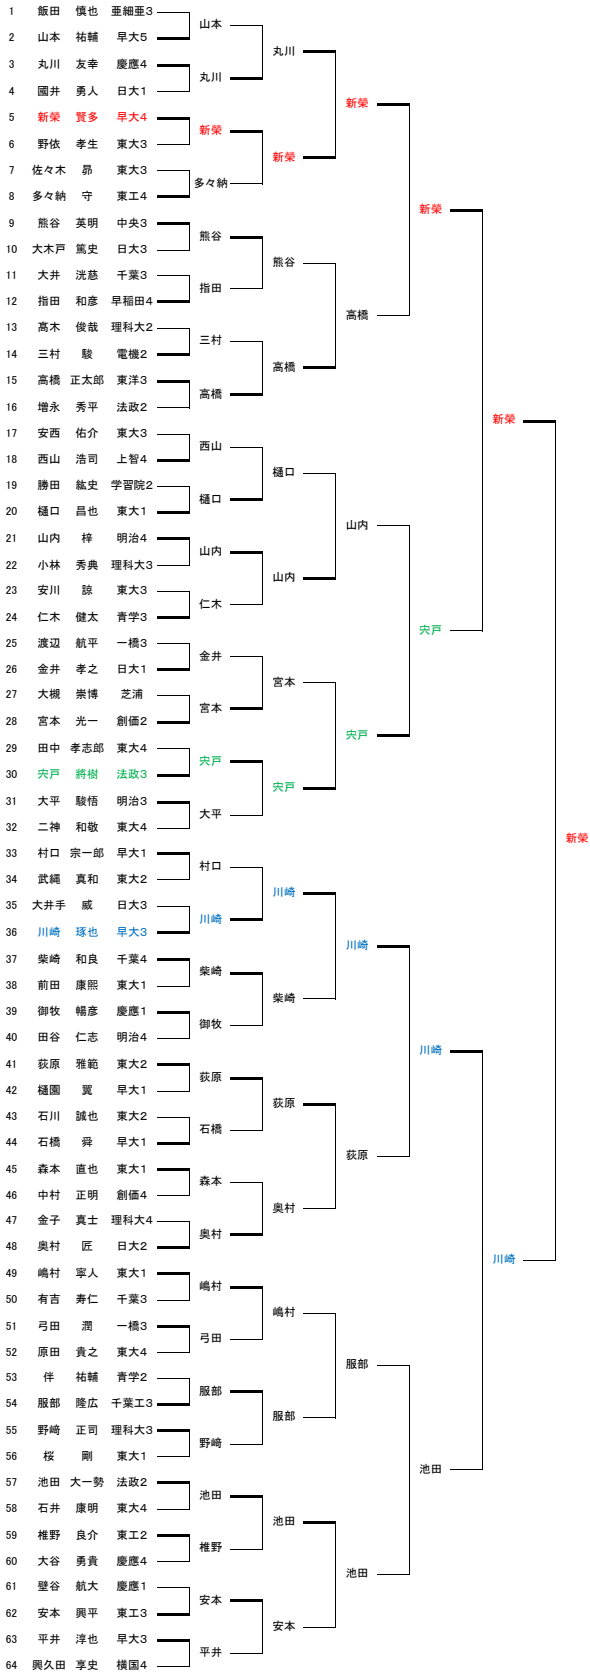 1 飯田 慎也 亜細亜3
2 山本 祐輔 早大5
3 丸川 友幸 慶應4
4 國井 勇人 日大1
5 新榮 賢多 早大4
6 野依 孝生 東大3
7 佐々木 昴 東大3
8 多々納 守 東工4
9 熊谷 英明 中央3
10 大木戸 篤史 日大3
11 大井 洸慈 千葉3
12 指田 和彦 早稲田4
13 高木 俊哉 理科大2
14 三村 駿 電機2
15 高橋 正太郎 東洋3
16 増永 秀平 法政2
17 安西 佑介 東大3
18 西山 浩司 上智4
19 勝田 紘史 学習院2
20 樋口 昌也 東大1
21 山内 梓 明治4
22 小林 秀典 理科大3
23 安川 諒 東大3
24 仁木 健太 青学3
25 渡辺 航平 一橋3
26 金井 孝之 日大1
27 大槻 崇博 芝浦
28 宮本 光一 創価2
29 田中 孝志郎 東大4
30 宍戸 將樹 法政3
31 大平 駿悟 明治3
32 二神 和敬 東大4
33 村口 宗一郎 早大1
34 武縄 真和 東大2
35 大井手 威 日大3
36 川崎 琢也 早大3
37 柴崎 和良 千葉4
38 前田 康熙 東大1
39 御牧 暢彦 慶應1
40 田谷 仁志 明治4
41 荻原 雅範 東大2
42 樋園 翼 早大1
43 石川 誠也 東大2
44 石橋 舜 早大1
45 森本 直也 東大1
46 中村 正明 創価4
47 金子 真士 理科大4
48 奥村 匠 日大2
49 嶋村 寧人 東大1
50 有吉 寿仁 千葉3
51 弓田 潤 一橋3
52 原田 貴之 東大4
53 伴 祐輔 青学2
54 服部 隆広 千葉工3
55 野﨑 正司 理科大3
56 桜 剛 東大1
57 池田 大一勢 法政2
58 石井 康明 東大4
59 椎野 良介 東工2
60 大谷 勇貴 慶應4
61 壁谷 航大 慶應1
62 安本 興平 東工3
63 平井 淳也 早大3
64 興久田 享史 横国4
山本
丸川
新榮
多々納
熊谷
指田
三村
高橋
西山
樋口
山内
仁木
金井
宮本
宍戸
大平
村口
川崎
柴崎
御牧
荻原
石橋
森本
奥村
嶋村
弓田
服部
野﨑
池田
椎野
安本
平井
丸川
新榮
熊谷
高橋
樋口
山内
宮本
宍戸
川崎
柴崎
荻原
奥村
嶋村
服部
池田
安本
新榮
高橋
山内
宍戸
川崎
荻原
服部
池田
新榮
宍戸
川崎
池田
新榮
川崎
新榮